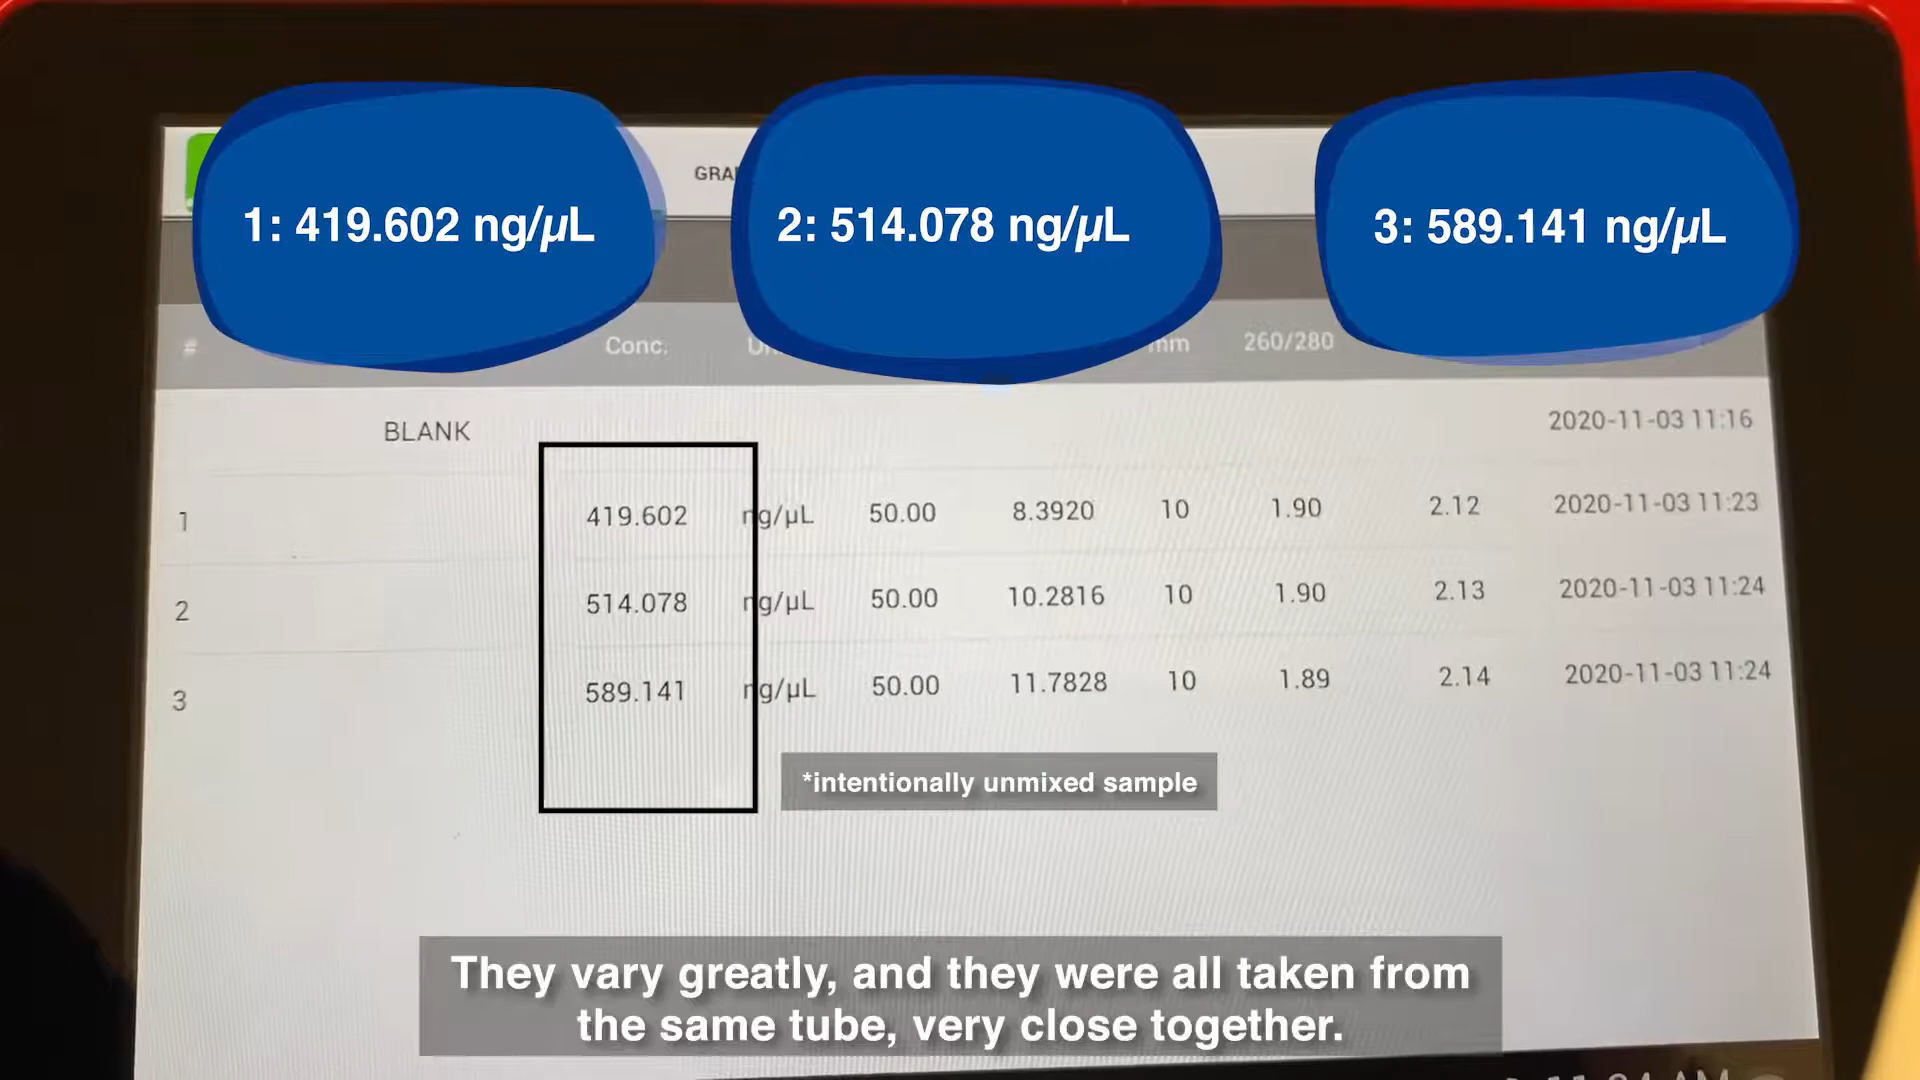 1: 419.602 ng/µL 2: 514.078 ng/µL 3: 589.141 ng/µL
# Conc. mm 260/280
BLANK 2020-11-03 11:16
1 419.602 ng/µL 50.00 8.3920 10 1.90 2.12 2020-11-03 11:23
2 514.078 ng/µL 50.00 10.2816 10 1.90 2.13 2020-11-03 11:24
3 589.141 ng/µL 50.00 11.7828 10 1.89 2.14 2020-11-03 11:24
*intentionally unmixed sample
They vary greatly, and they were all taken from
the same tube, very close together.